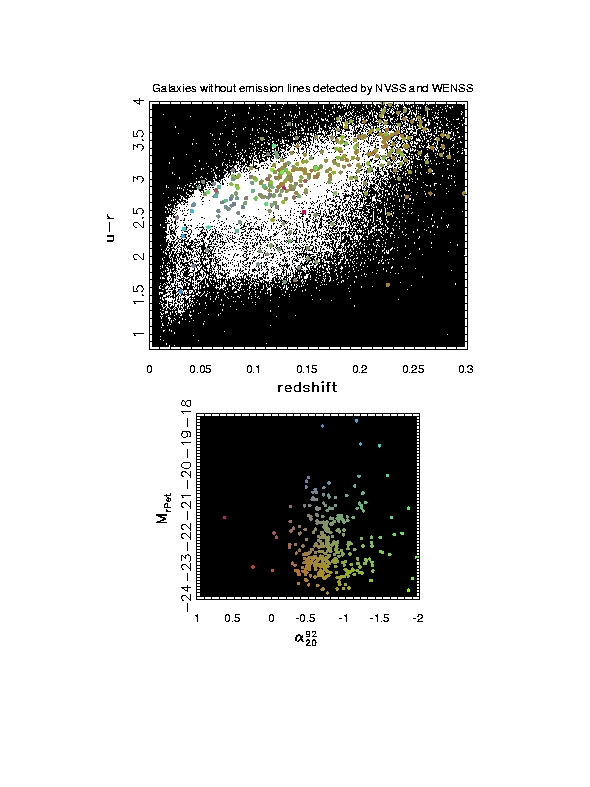 Galaxies without emission lines detected by NVSS and WENSS
4
3.5
3
2.5
2
1.5
1
u-r
0 0.05 0.1 0.15 0.2 0.25 0.3
redshift
-24-23-22-21-20-19-18
M_rPet
1 0.5 0 -0.5 -1 -1.5 -2
α_20^92